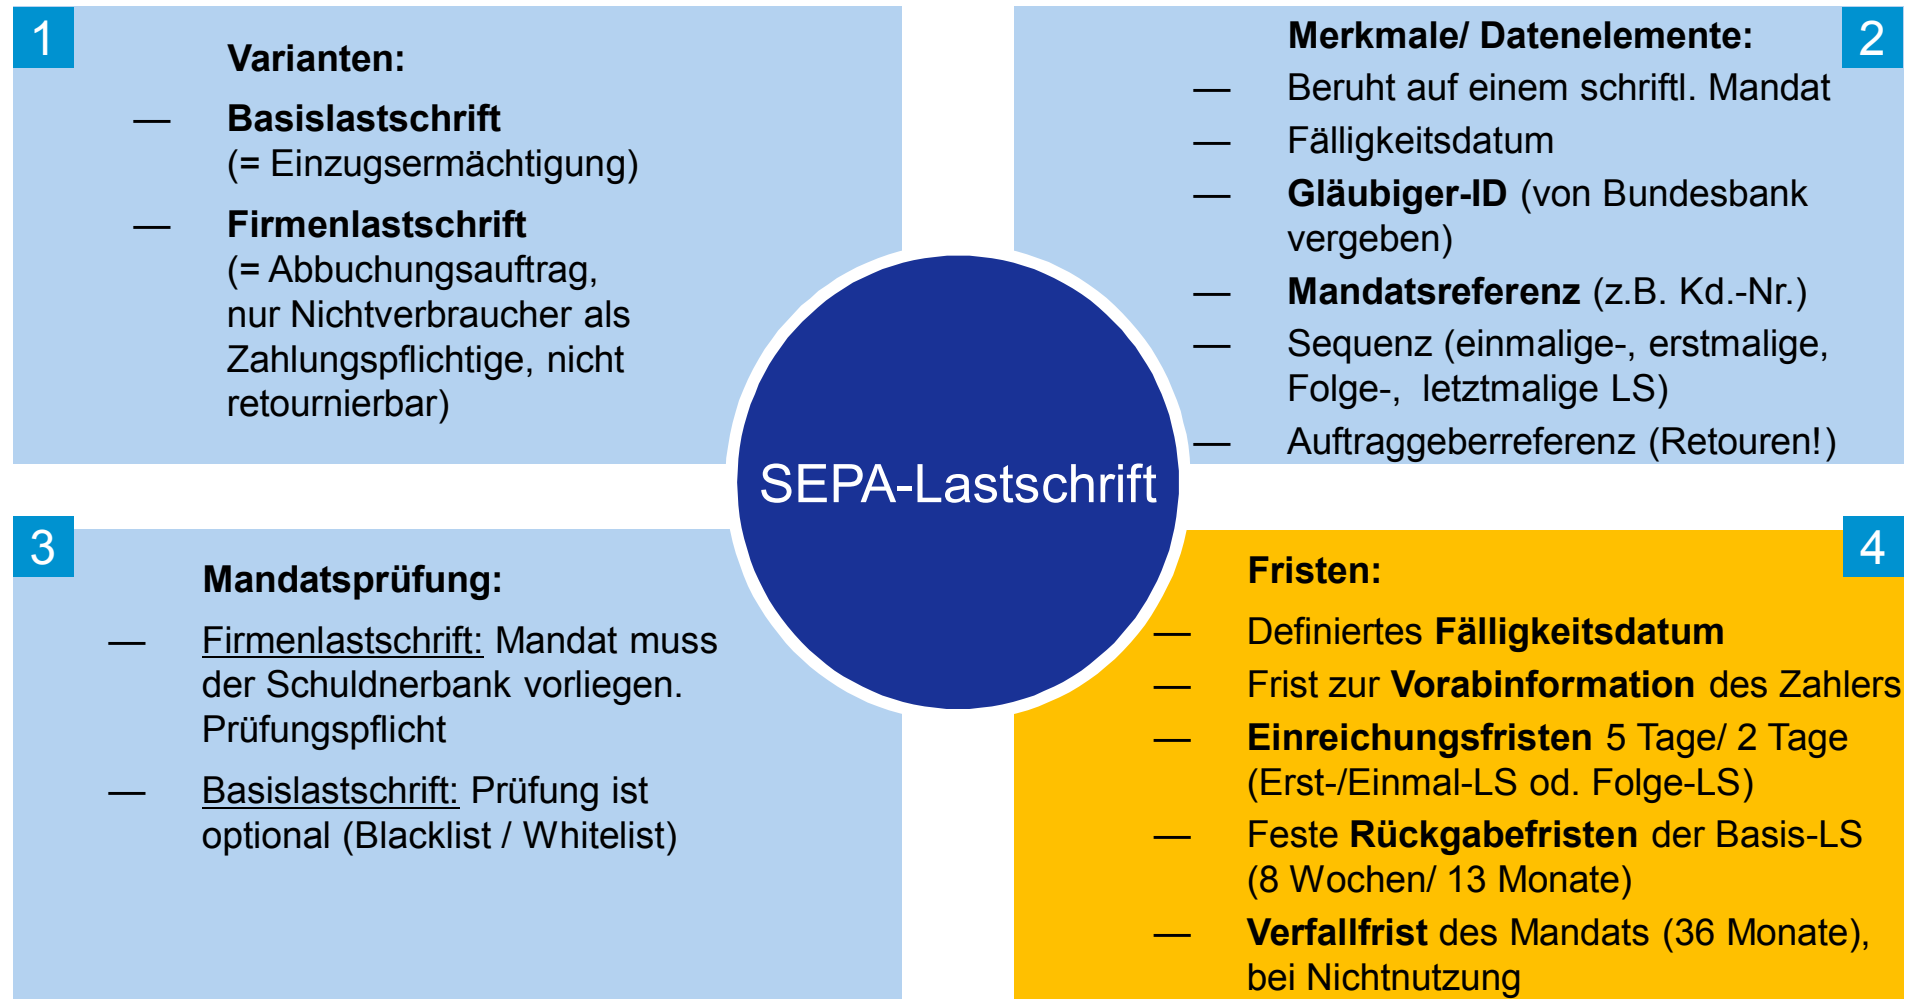 1
Varianten:
— Basislastschrift
(= Einzugsermächtigung)
— Firmenlastschrift
(= Abbuchungsauftrag,
nur Nichtverbraucher als
Zahlungspflichtige, nicht
retournierbar)
2
Merkmale/ Datenelemente:
— Beruht auf einem schriftl. Mandat
— Fälligkeitsdatum
— Gläubiger-ID (von Bundesbank
vergeben)
— Mandatsreferenz (z.B. Kd.-Nr.)
— Sequenz (einmalige-, erstmalige,
Folge-, letztmalige LS)
— Auftraggeberreferenz (Retouren!)
SEPA-Lastschrift
3
Mandatsprüfung:
— Firmenlastschrift: Mandat muss
der Schuldnerbank vorliegen.
Prüfungspflicht
— Basislastschrift: Prüfung ist
optional (Blacklist / Whitelist)
4
Fristen:
— Definiertes Fälligkeitsdatum
— Frist zur Vorabinformation des Zahlers
— Einreichungsfristen 5 Tage/ 2 Tage
(Erst-/Einmal-LS od. Folge-LS)
— Feste Rückgabefristen der Basis-LS
(8 Wochen/ 13 Monate)
— Verfallfrist des Mandats (36 Monate),
bei Nichtnutzung